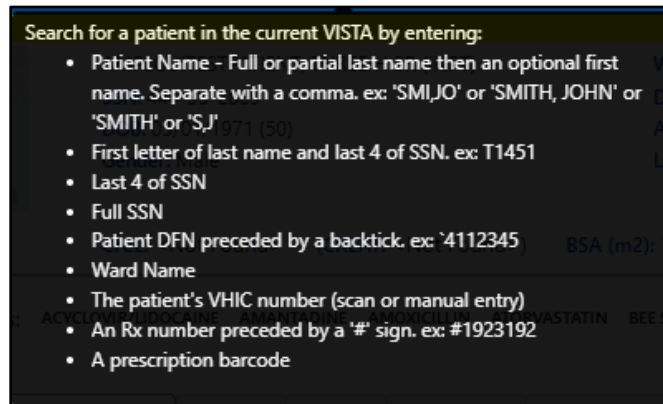 Search for a patient in the current VISTA by entering:
• Patient Name - Full or partial last name then an optional first
name. Separate with a comma. ex: 'SMI,JO' or 'SMITH, JOHN' or
'SMITH' or 'S,J'
1971 (50)
• First letter of last name and last 4 of SSN. ex: T1451
• Last 4 of SSN
• Full SSN
• Patient DFN preceded by a backtick. ex: `4112345
BSA (m2):
• Ward Name
• The patient's VHIC number (scan or manual entry)
ACYCLOVIR/LIDOCAINE AMANTADINE AMOXICILLIN ATORVASTATIN BEE
• An Rx number preceded by a '#' sign. ex: #1923192
• A prescription barcode